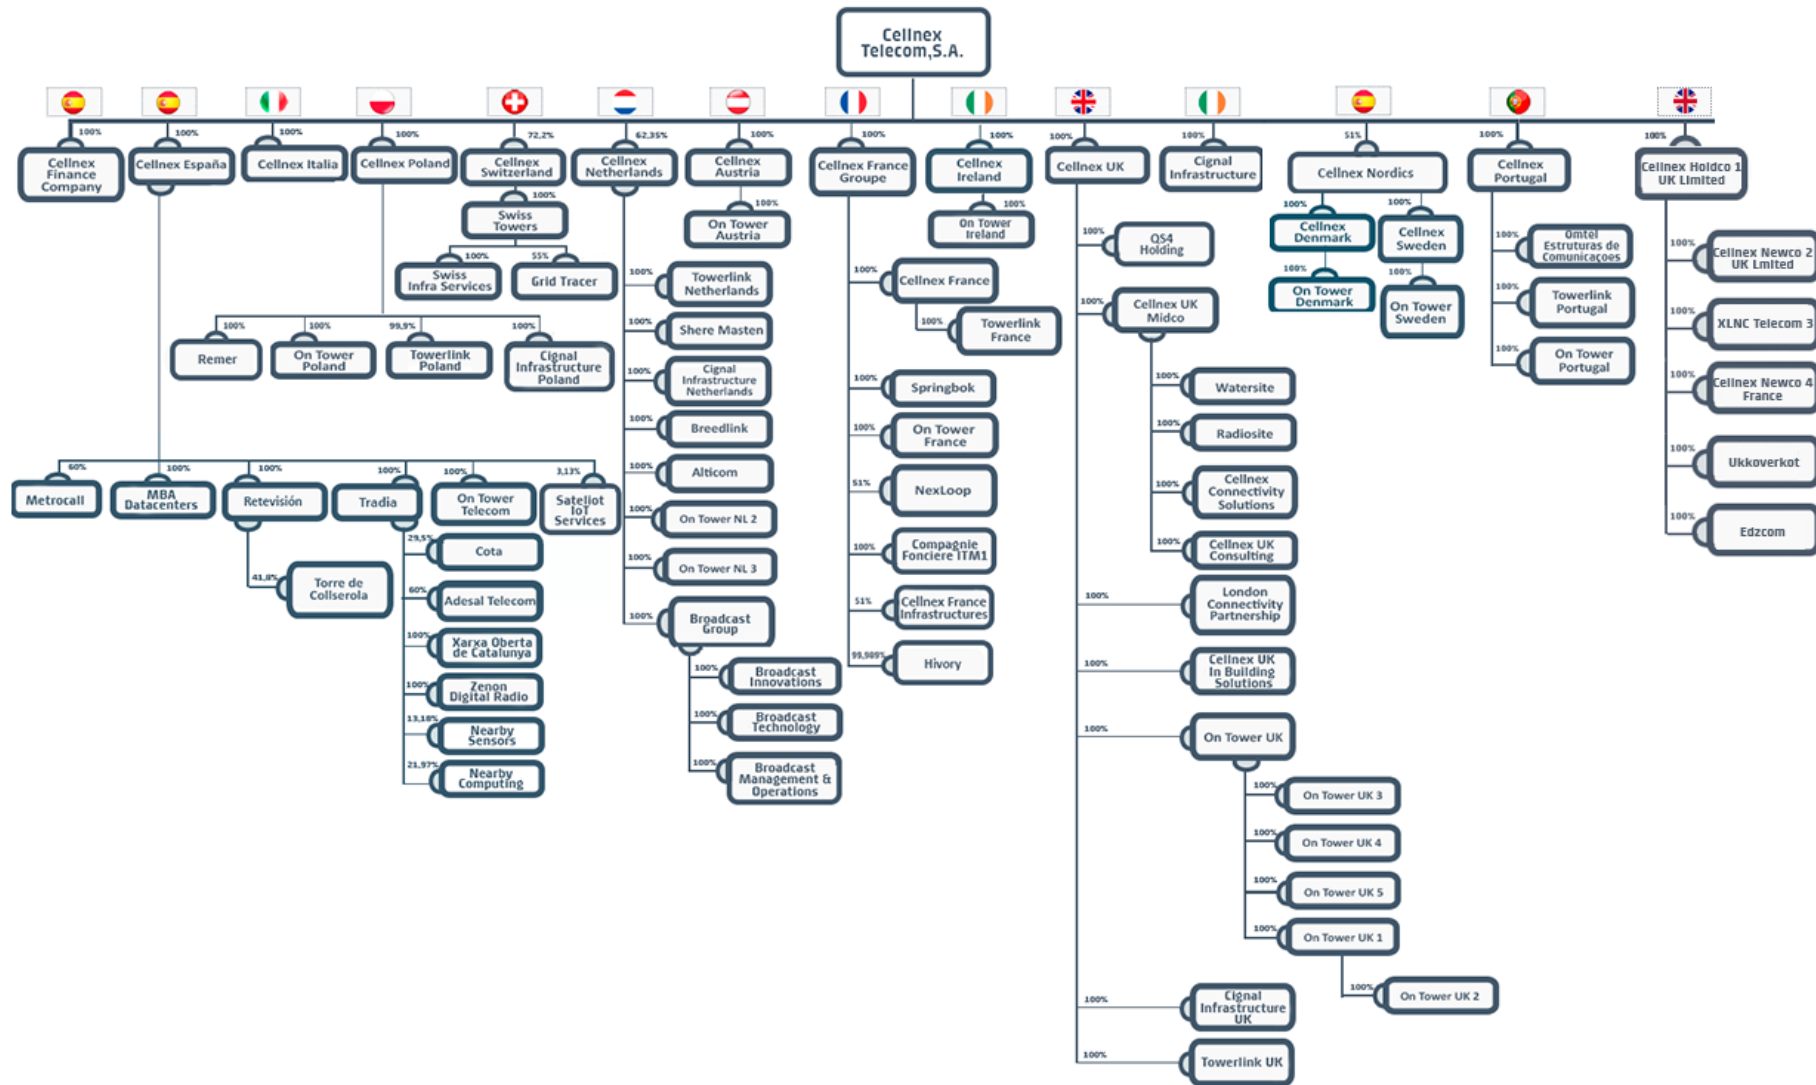 Cellnex
Telecom,S.A.
100%
100%
100%
100%
72,2%
62,35%
100%
100%
100%
100%
100%
51%
100%
100%
Cellnex
Finance
Company
Cellnex España
Cellnex Italia
Cellnex Poland
Cellnex
Switzerland
Cellnex
Netherlands
Cellnex
Austria
Cellnex France
Groupe
Cellnex
Ireland
Cellnex UK
Cignal
Infrastructure
Cellnex Nordics
Cellnex
Portugal
Cellnex Holdco 1
UK Limited
100%
Swiss
Towers
100%
Swiss
Infra Services
55%
Grid Tracer
100%
On Tower
Austria
100%
On Tower
Ireland
100%
Remer
100%
On Tower
Poland
99,9%
Towerlink
Poland
100%
Cignal
Infrastructure
Poland
60%
Metrocall
100%
MBA
Datacenters
100%
Retevisión
100%
Tradia
100%
On Tower
Telecom
3,13%
Sateliot
IoT
Services
41,8%
Torre de
Collserola
29,5%
Cota
60%
Adesal Telecom
100%
Xarxa Oberta
de Catalunya
100%
Zenon
Digital Radio
13,18%
Nearby
Sensors
21,97%
Nearby
Computing
100%
Towerlink
Netherlands
100%
Shere Masten
100%
Cignal
Infrastructure
Netherlands
100%
Breedlink
100%
Alticom
100%
On Tower NL 2
100%
On Tower NL 3
100%
Broadcast
Group
100%
Broadcast
Innovations
100%
Broadcast
Technology
100%
Broadcast
Management &
Operations
100%
Cellnex France
100%
Towerlink
France
100%
Springbok
100%
On Tower
France
51%
NexLoop
100%
Compagnie
Fonciere ITM1
51%
Cellnex France
Infrastructures
99,989%
Hivory
100%
QS4
Holding
100%
Cellnex UK
Midco
100%
Watersite
100%
Radiosite
100%
Cellnex
Connectivity
Solutions
100%
Cellnex UK
Consulting
100%
London
Connectivity
Partnership
100%
Cellnex UK
In Building
Solutions
100%
On Tower UK
100%
On Tower UK 3
100%
On Tower UK 4
100%
On Tower UK 5
100%
On Tower UK 1
100%
On Tower UK 2
100%
Cignal
Infrastructure
UK
100%
Towerlink UK
100%
Cellnex
Denmark
100%
On Tower
Denmark
100%
Cellnex
Sweden
100%
On Tower
Sweden
100%
Omtel
Estruturas de
Comunicaçoes
100%
Towerlink
Portugal
100%
On Tower
Portugal
100%
Cellnex Newco 2
UK Lmited
100%
XLNC Telecom 3
100%
Cellnex Newco 4
France
100%
Ukkoverkot
100%
Edzcom